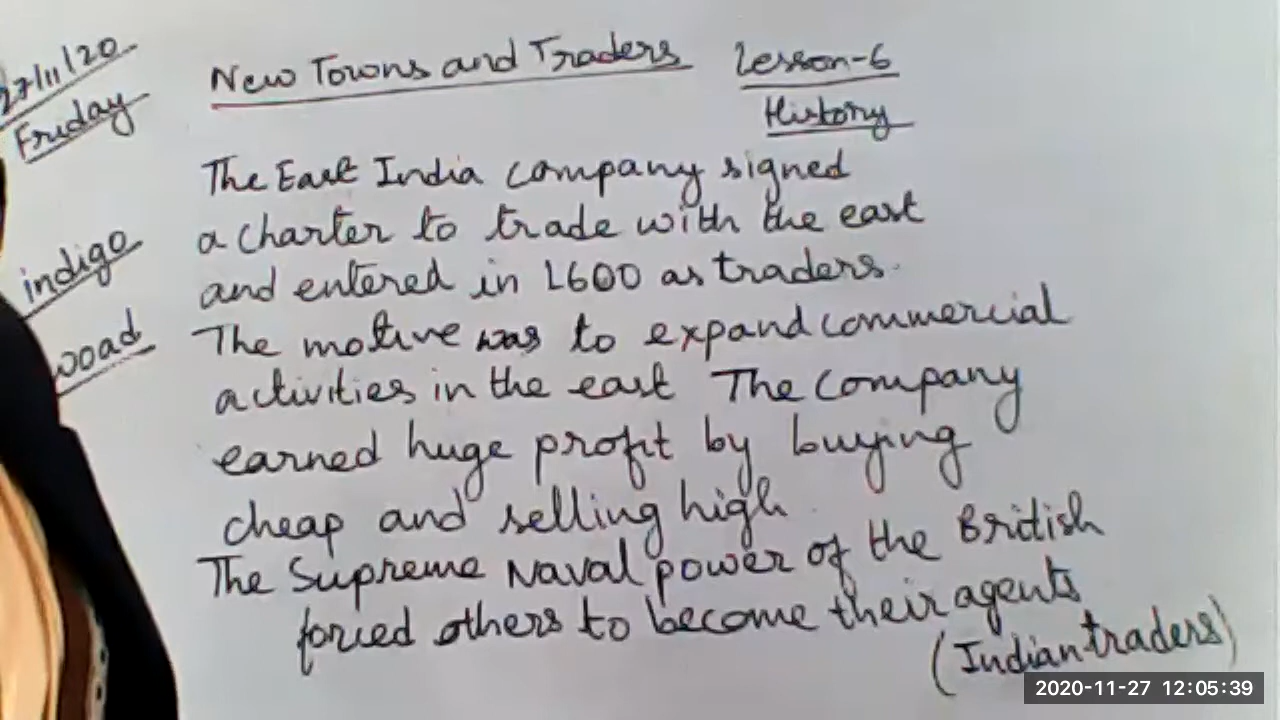 27/11/20
Friday
New Towns and Traders
Lesson-6
History
The East India company signed
a charter to trade with the east
and entered in 1600 as traders.
indigo
woad
The motive was to expand commercial
activities in the east The Company
earned huge profit by buying
cheap and selling high
The Supreme Naval power of the British
forced others to become their agents
(Indian traders)
2020-11-27 12:05:39